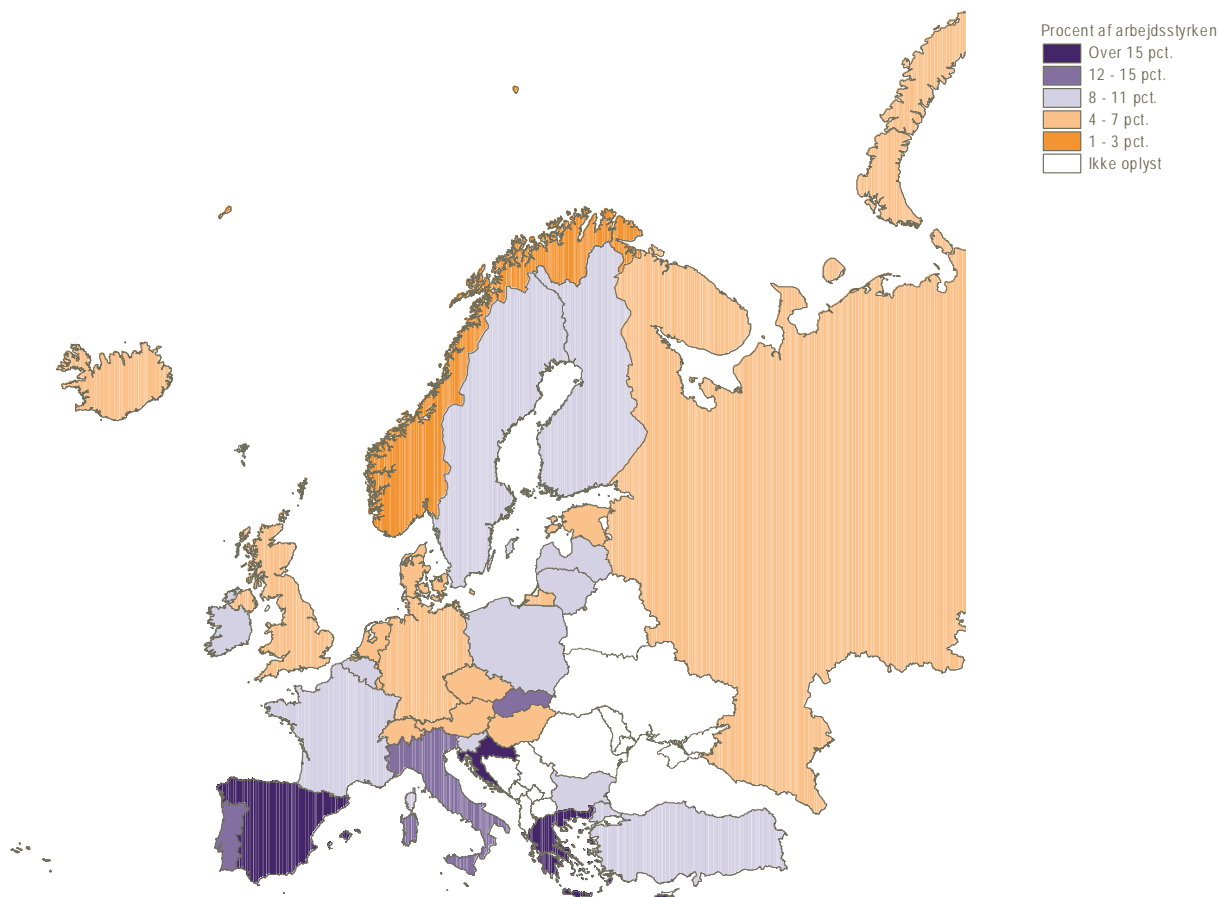 Procent af arbejdsstyrken
Over 15 pct.
12 - 15 pct.
8 - 11 pct.
4 - 7 pct.
1 - 3 pct.
Ikke oplyst